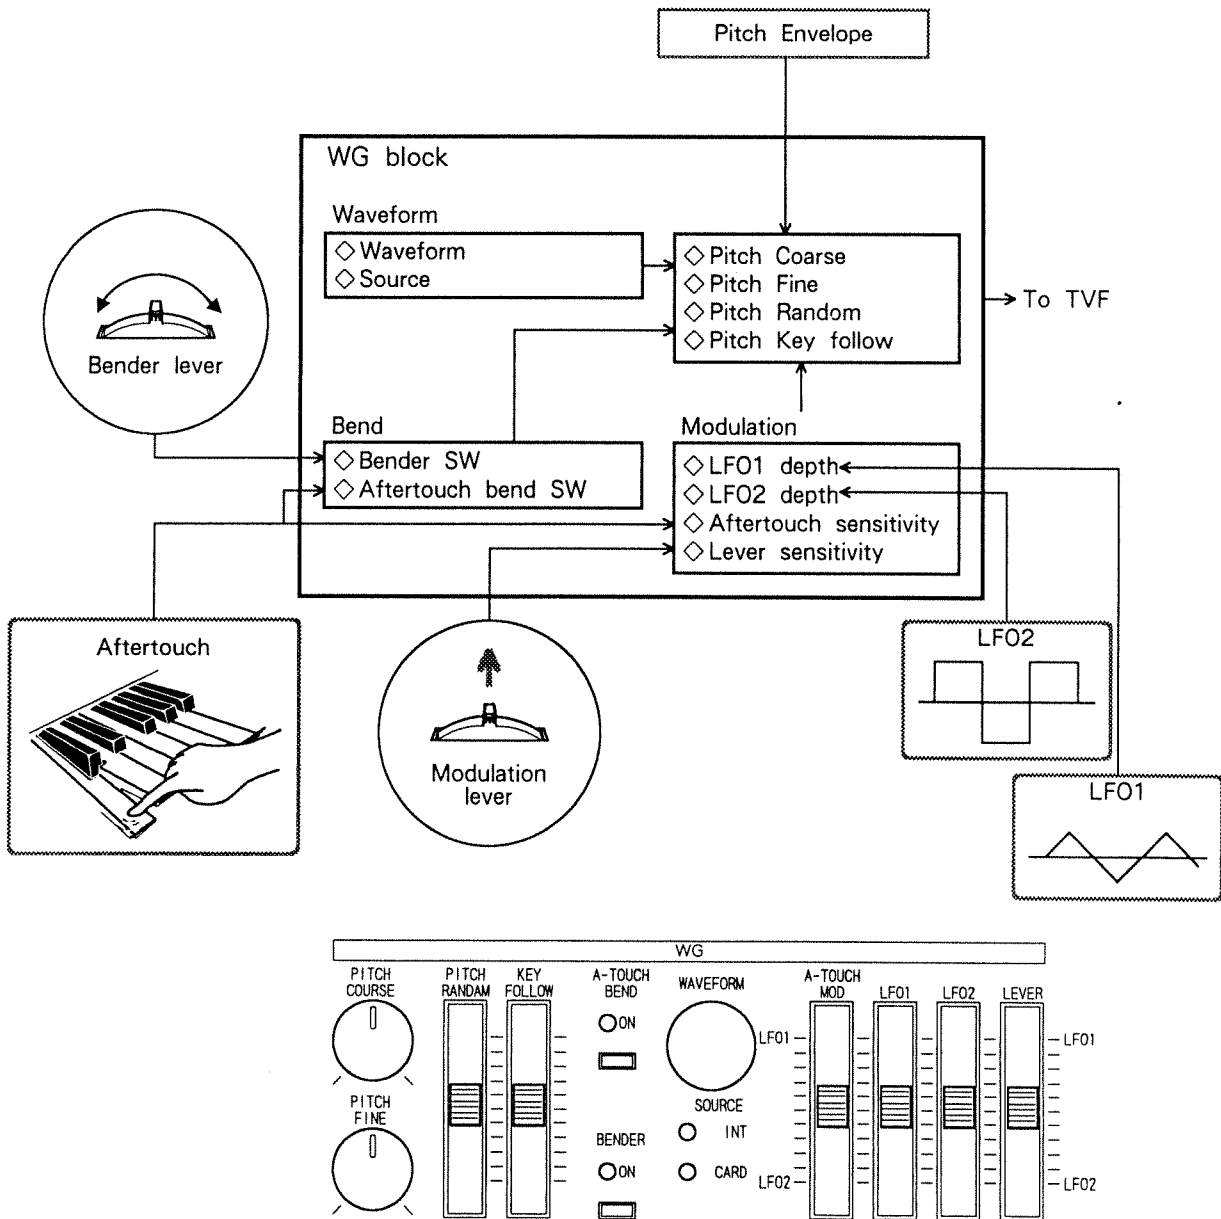 Pitch Envelope
WG block
Waveform
◇ Waveform
◇ Source
◇ Pitch Coarse
◇ Pitch Fine
◇ Pitch Random
◇ Pitch Key follow
To TVF
Bender lever
Bend
◇ Bender SW
◇ Aftertouch bend SW
Modulation
◇ LFO1 depth
◇ LFO2 depth
◇ Aftertouch sensitivity
◇ Lever sensitivity
Aftertouch
Modulation
lever
LFO2
LFO1
WG
PITCH
COURSE
PITCH
RANDAM
KEY
FOLLOW
A-TOUCH
BEND
ON
WAVEFORM
A-TOUCH
MOD
LFO1
LFO2
LEVER
LFO1
LFO1
PITCH
FINE
BENDER
ON
SOURCE
INT
CARD
LFO2
LFO2